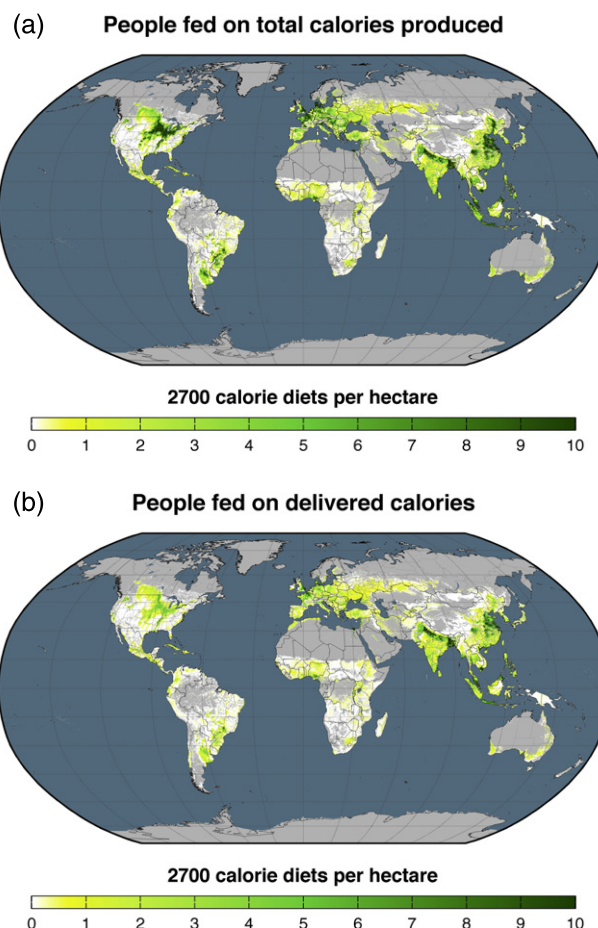 (a) People fed on total calories produced
2700 calorie diets per hectare
0 1 2 3 4 5 6 7 8 9 10
(b) People fed on delivered calories
2700 calorie diets per hectare
0 1 2 3 4 5 6 7 8 9 10